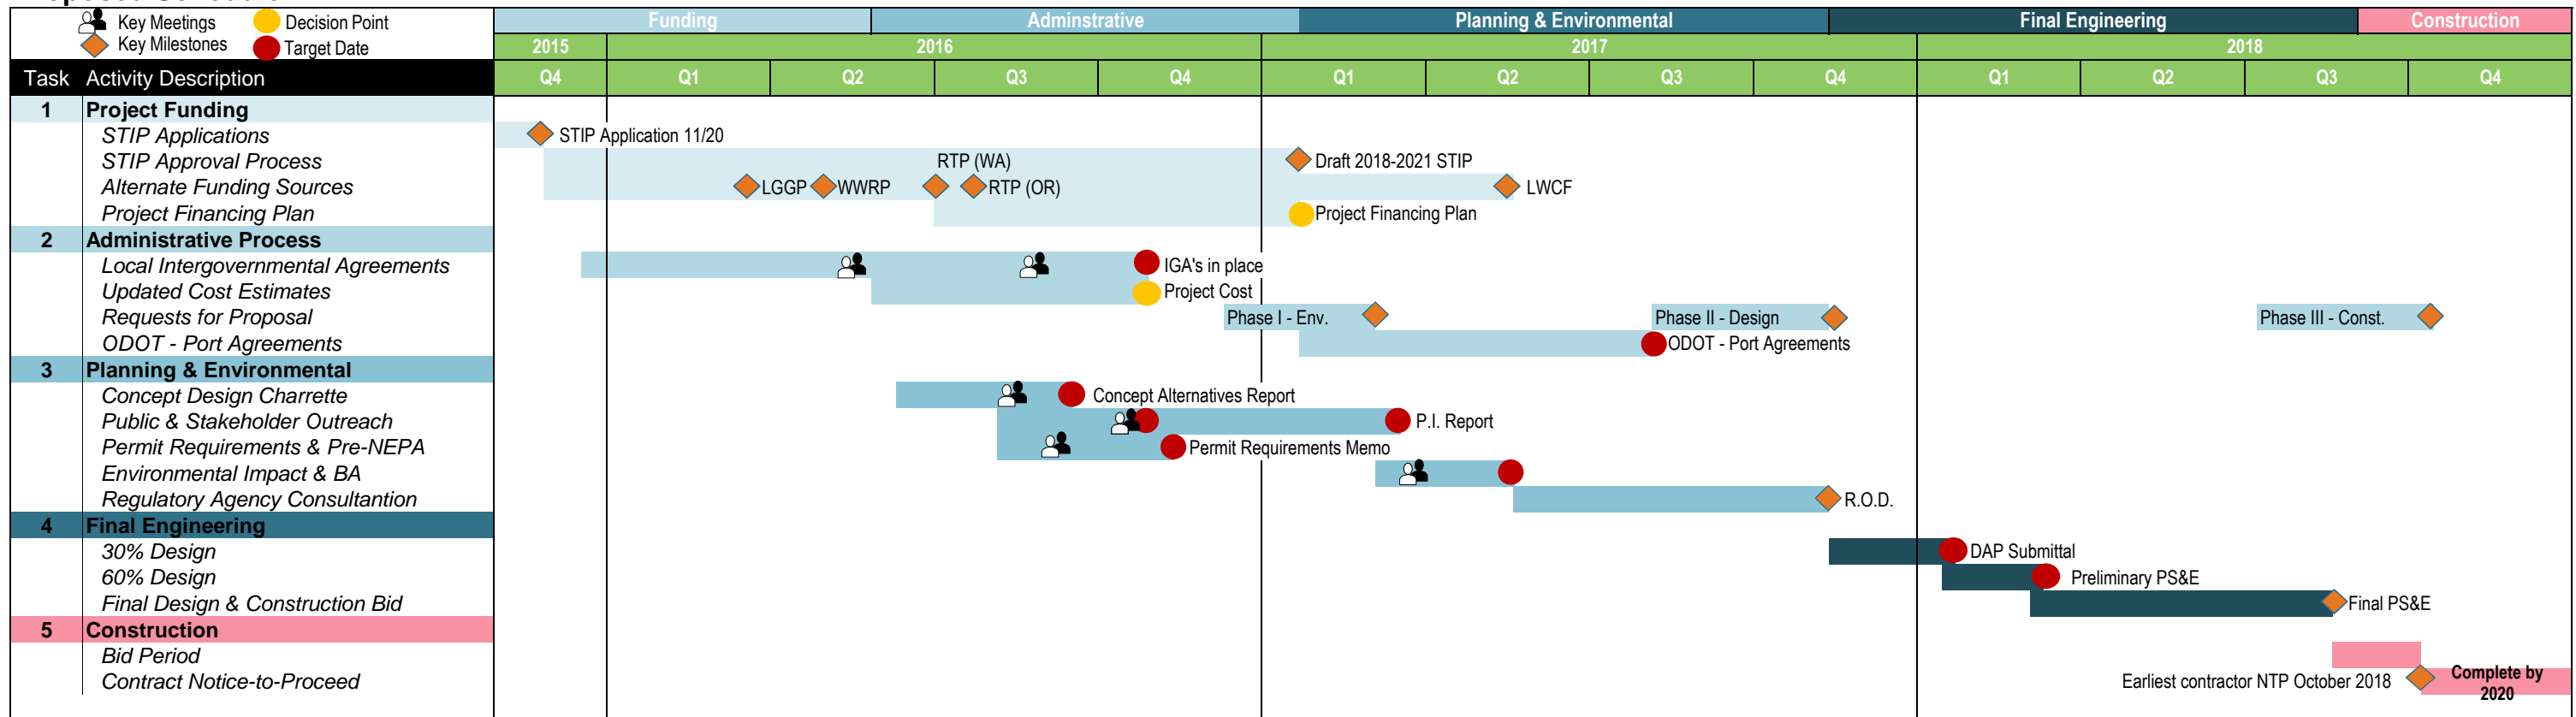 Key Meetings Decision Point
Key Milestones Target Date
Funding Adminstrative Planning & Environmental Final Engineering Construction
2015 2016 2017 2018
Task Activity Description Q4 Q1 Q2 Q3 Q4 Q1 Q2 Q3 Q4 Q1 Q2 Q3 Q4
1 Project Funding
STIP Applications STIP Application 11/20
STIP Approval Process RTP (WA) Draft 2018-2021 STIP
Alternate Funding Sources LGGP WWRP RTP (OR) LWCF
Project Financing Plan Project Financing Plan
2 Administrative Process
Local Intergovernmental Agreements IGA's in place
Updated Cost Estimates Project Cost
Requests for Proposal Phase I - Env. Phase II - Design Phase III - Const.
ODOT - Port Agreements ODOT - Port Agreements
3 Planning & Environmental
Concept Design Charrette Concept Alternatives Report
Public & Stakeholder Outreach P.I. Report
Permit Requirements & Pre-NEPA Permit Requirements Memo
Environmental Impact & BA
Regulatory Agency Consultantion R.O.D.
4 Final Engineering
30% Design DAP Submittal
60% Design Preliminary PS&E
Final Design & Construction Bid Final PS&E
5 Construction
Bid Period
Contract Notice-to-Proceed Earliest contractor NTP October 2018 Complete by
2020